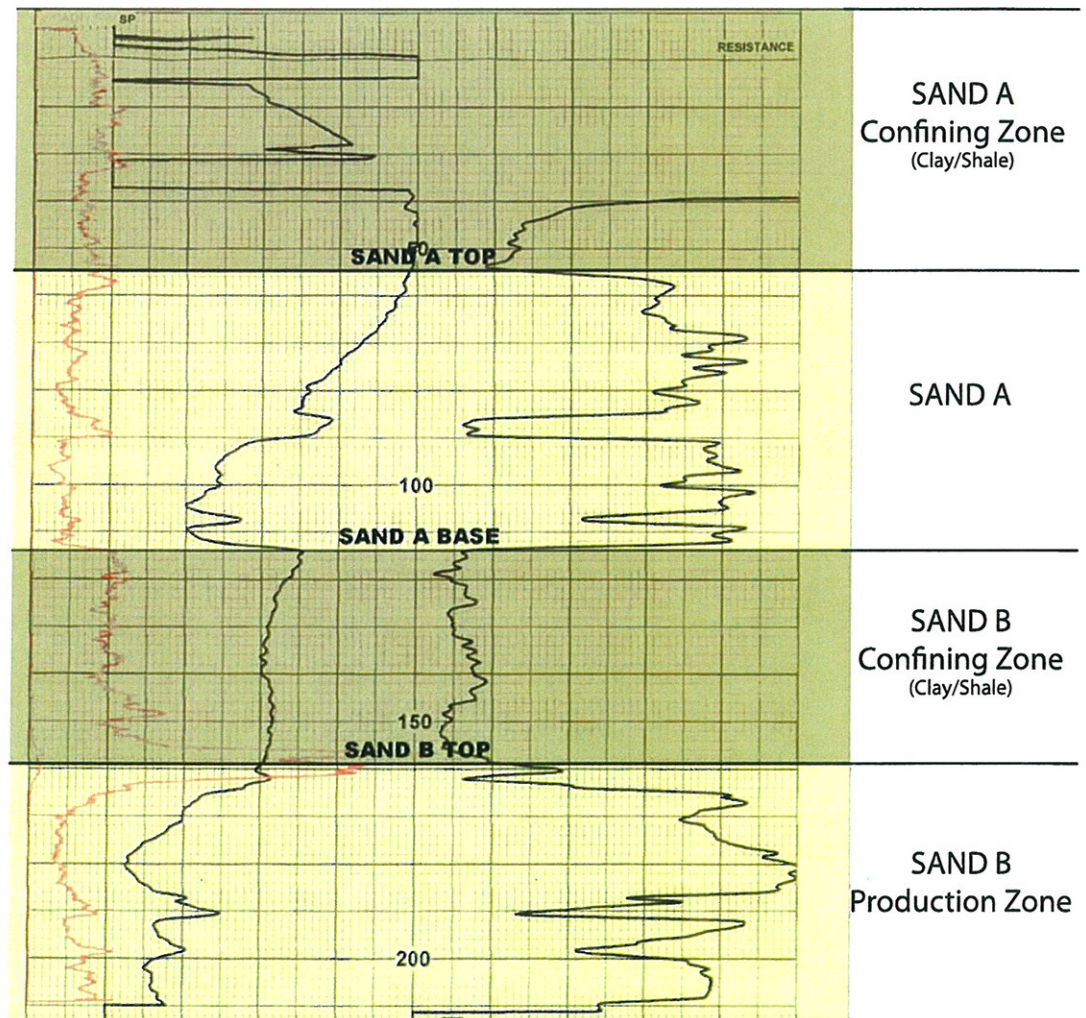 SP
RESISTANCE
SAND A
Confining Zone
(Clay/Shale)
50
SAND A TOP
SAND A
100
SAND A BASE
SAND B
Confining Zone
(Clay/Shale)
150
SAND B TOP
SAND B
Production Zone
200